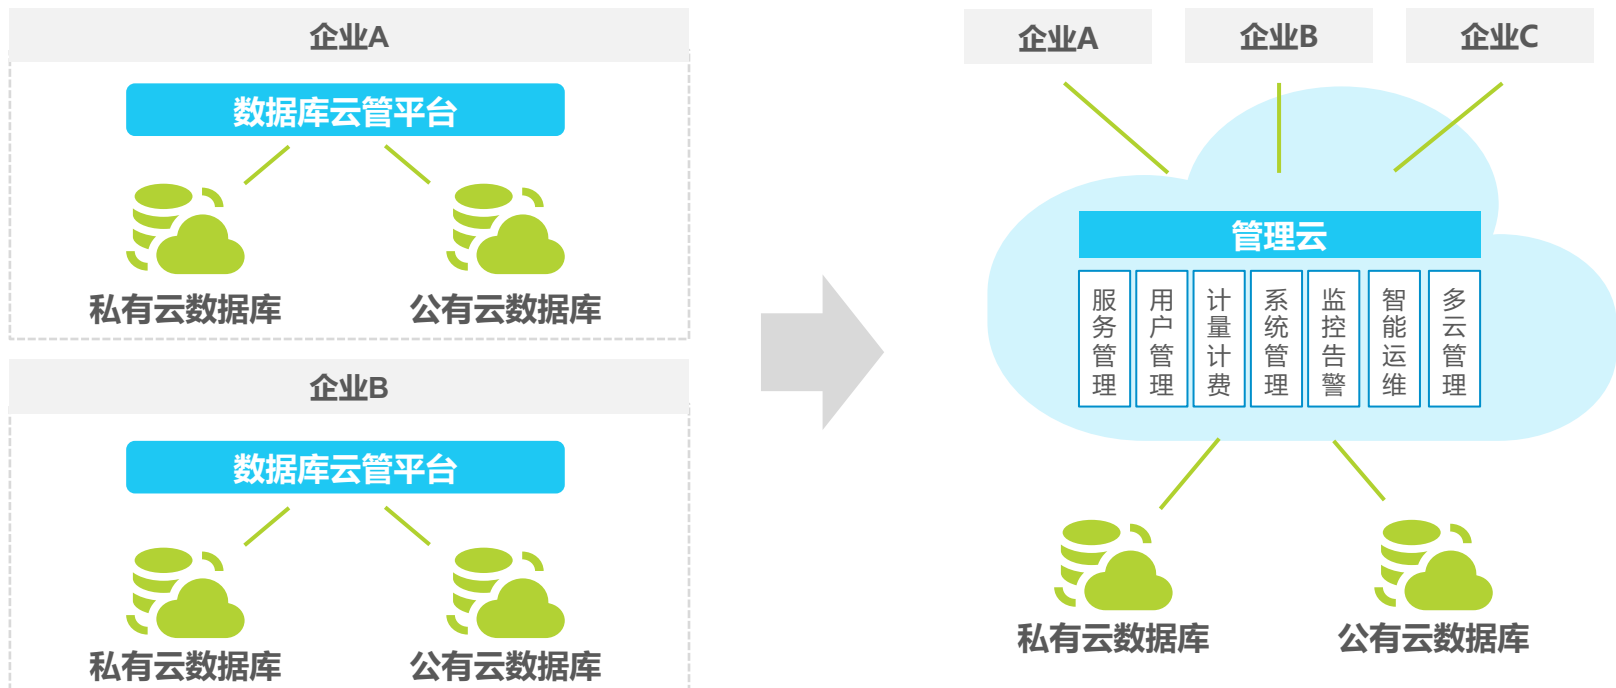 企业A
数据库云管平台
私有云数据库
公有云数据库
企业B
数据库云管平台
私有云数据库
公有云数据库
企业A
企业B
企业C
管理云
服务管理
用户管理
计量计费
系统管理
监控告警
智能运维
多云管理
私有云数据库
公有云数据库